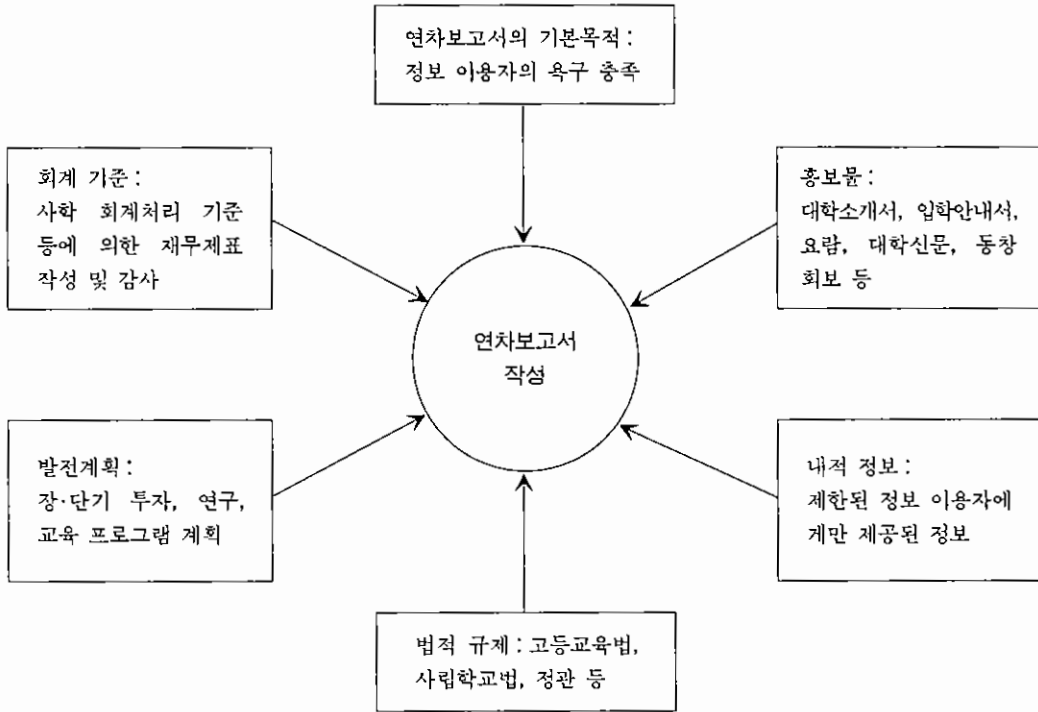 연차보고서의 기본목적 :
정보 이용자의 욕구 충족
회계 기준 :
사학 회계처리 기준
등에 의한 재무제표
작성 및 감사
홍보물 :
대학소개서, 입학안내서,
요람, 대학신문, 동창
회보 등
연차보고서
작성
발전계획 :
장·단기 투자, 연구,
교육 프로그램 계획
내적 정보 :
제한된 정보 이용자에
게만 제공된 정보
법적 규제 : 고등교육법,
사립학교법, 정관 등